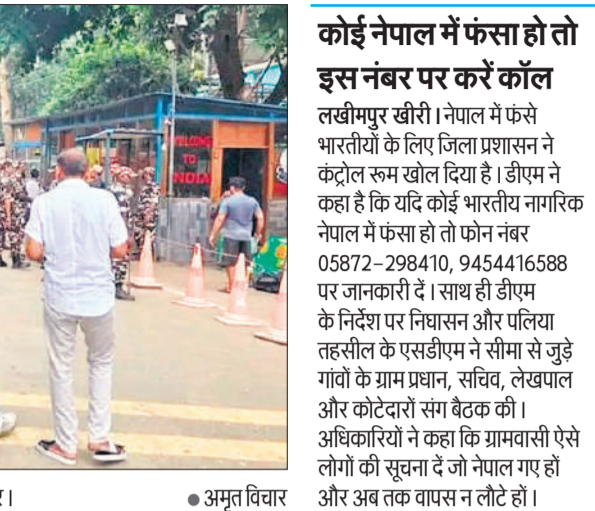 WELCOME
TO
INDIA
कोई नेपाल में फंसा हो तो
इस नंबर पर करें कॉल
लखीमपुर खीरी। नेपाल में फंसे
भारतीयों के लिए जिला प्रशासन ने
कंट्रोल रूम खोल दिया है। डीएम ने
कहा है कि यदि कोई भारतीय नागरिक
नेपाल में फंसा हो तो फोन नंबर
05872-298410, 9454416588
पर जानकारी दें। साथ ही डीएम
के निर्देश पर निघासन और पलिया
तहसील के एसडीएम ने सीमा से जुड़े
गांवों के ग्राम प्रधान, सचिव, लेखपाल
और कोटेदारों संग बैठक की।
अधिकारियों ने कहा कि ग्रामवासी ऐसे
लोगों की सूचना दें जो नेपाल गए हों
और अब तक वापस न लौटे हों।
● अमृत विचार